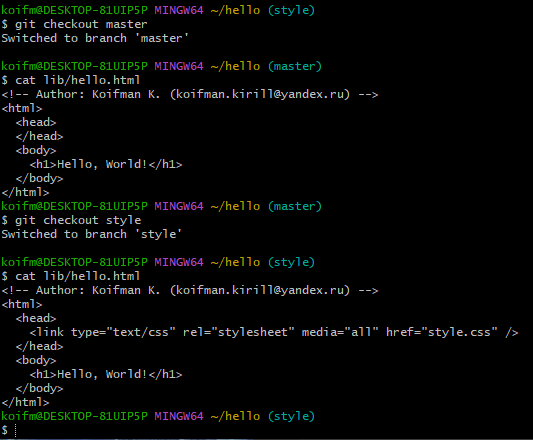 koifm@DESKTOP-81UIP5P MINGW64 ~/hello (style)
$ git checkout master
Switched to branch 'master'
koifm@DESKTOP-81UIP5P MINGW64 ~/hello (master)
$ cat lib/hello.html
<!-- Author: Koifman K. (koifman.kirill@yandex.ru) -->
<html>
  <head>
  </head>
  <body>
    <h1>Hello, World!</h1>
  </body>
</html>
koifm@DESKTOP-81UIP5P MINGW64 ~/hello (master)
$ git checkout style
Switched to branch 'style'
koifm@DESKTOP-81UIP5P MINGW64 ~/hello (style)
$ cat lib/hello.html
<!-- Author: Koifman K. (koifman.kirill@yandex.ru) -->
<html>
  <head>
    <link type="text/css" rel="stylesheet" media="all" href="style.css" />
  </head>
  <body>
    <h1>Hello, World!</h1>
  </body>
</html>
koifm@DESKTOP-81UIP5P MINGW64 ~/hello (style)
$